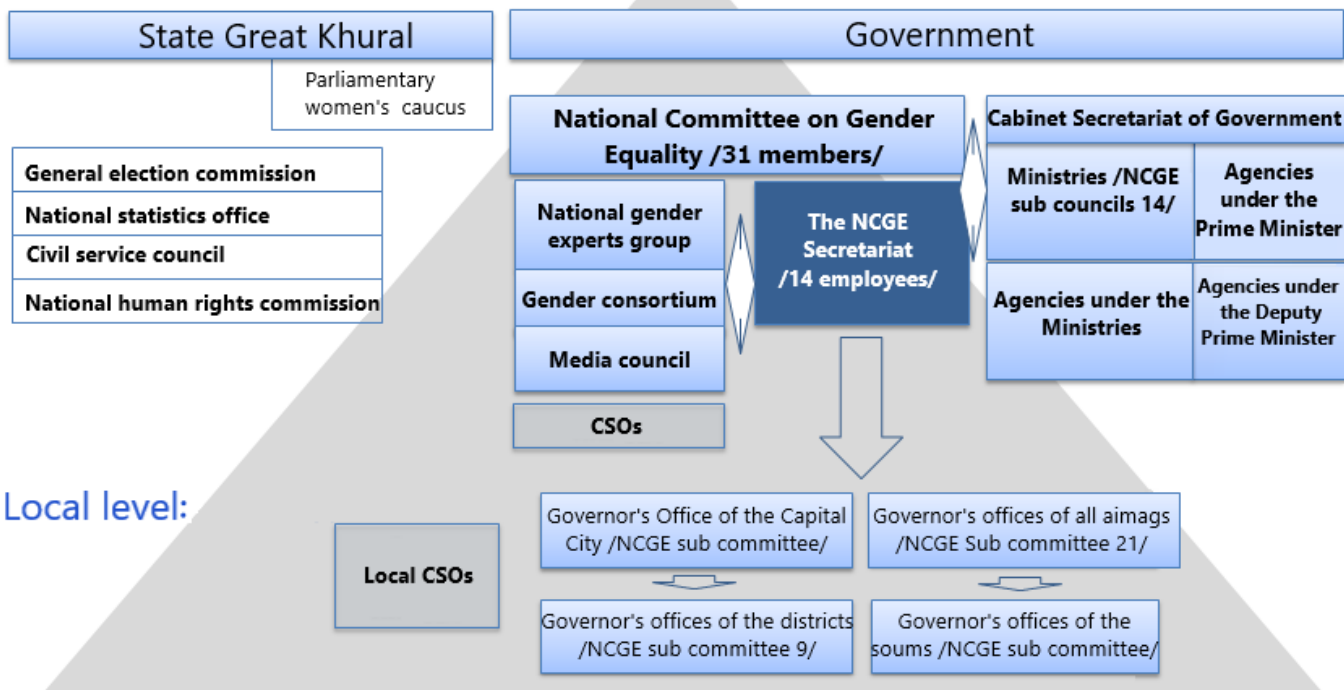 State Great Khural
Parliamentary
women's caucus
General election commission
National statistics office
Civil service council
National human rights commission
Government
National Committee on Gender
Equality /31 members/
National gender
experts group
Gender consortium
Media council
CSOs
The NCGE
Secretariat
/14 employees/
Cabinet Secretariat of Government
Ministries /NCGE
sub councils 14/
Agencies
under the
Prime Minister
Agencies under the
Ministries
Agencies under
the Deputy
Prime Minister
Local level:
Local CSOs
Governor's Office of the Capital
City /NCGE sub committee/
Governor's offices of all aimags
/NCGE Sub committee 21/
Governor's offices of the districts
/NCGE sub committee 9/
Governor's offices of the
soums /NCGE sub committee/